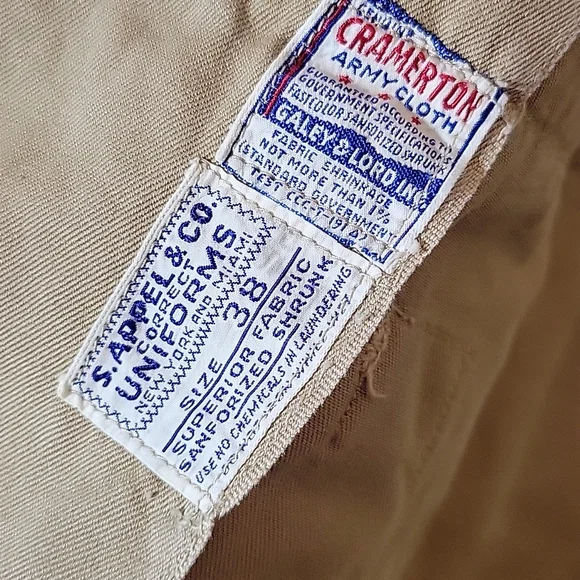 GENUINE
CRAMERTON
ARMY CLOTH
GUARANTEED ACCORDING TO
GOVERNMENT SPECIFICATIONS
FAST COLOR SANFORIZED SHRUNK
GALEY & LORD, INC
FABRIC SHRINKAGE
NOT MORE THAN 1%
(STANDARD GOVERNMENT
TEST
S. APPEL & CO.
CORRECT
UNIFORMS
NEW YORK AND MIAMI
SIZE 38
SUPERIOR FABRIC
SANFORIZED SHRUNK
USE NO CHEMICALS IN LAUNDERING